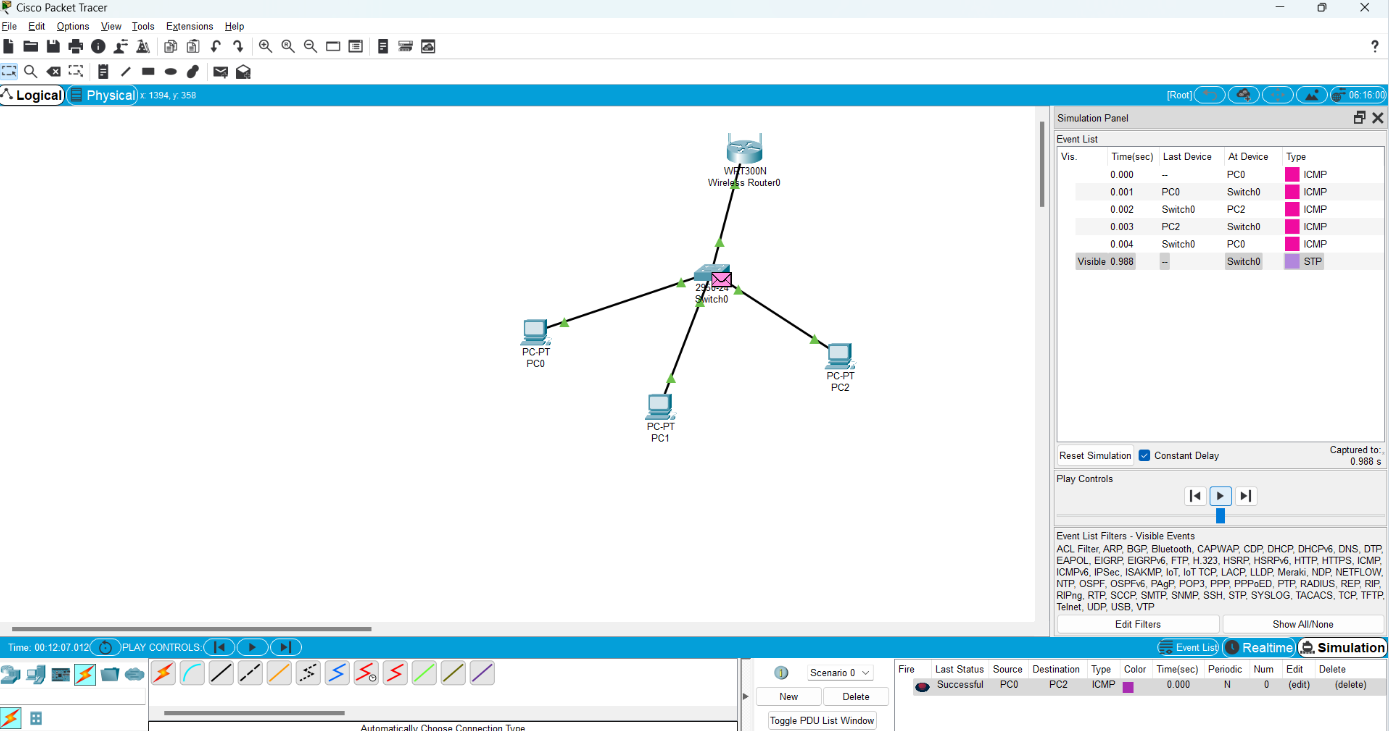 Cisco Packet Tracer
File Edit Options View Tools Extensions Help
?
Logical Physical x: 1394, y: 358 [Root] 06:16:00
Simulation Panel
Event List
Vis. Time(sec) Last Device At Device Type
0.000 -- PC0 ICMP
0.001 PC0 Switch0 ICMP
0.002 Switch0 PC2 ICMP
0.003 PC2 Switch0 ICMP
0.004 Switch0 PC0 ICMP
Visible 0.988 -- Switch0 STP
WRT300N
Wireless Router0
2950-24
Switch0
PC-PT
PC0
PC-PT
PC1
PC-PT
PC2
Reset Simulation Constant Delay
Captured to:
0.988 s
Play Controls
Event List Filters - Visible Events
ACL Filter, ARP, BGP, Bluetooth, CAPWAP, CDP, DHCP, DHCPv6, DNS, DTP,
EAPOL, EIGRP, EIGRPv6, FTP, H.323, HSRP, HSRPv6, HTTP, HTTPS, ICMP,
ICMPv6, IPSec, ISAKMP, IoT, IoT TCP, LACP, LLDP, Meraki, NDP, NETFLOW,
NTP, OSPF, OSPFv6, PAgP, POP3, PPP, PPPoED, PTP, RADIUS, REP, RIP,
RIPng, RTP, SCCP, SMTP, SNMP, SSH, STP, SYSLOG, TACACS, TCP, TFTP,
Telnet, UDP, USB, VTP
Edit Filters Show All/None
Time: 00:12:07.012 PLAY CONTROLS: Event List Realtime Simulation
Scenario 0
New Delete
Toggle PDU List Window
Fire Last Status Source Destination Type Color Time(sec) Periodic Num Edit Delete
Successful PC0 PC2 ICMP 0.000 N 0 (edit) (delete)
Automatically Choose Connection Type